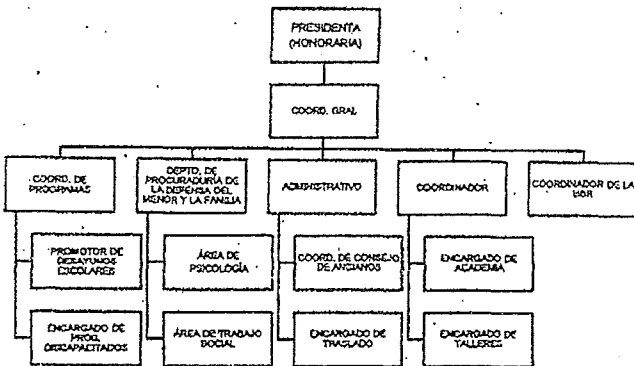 PRESIDENTA
(HONORARIA)
COORD. GRAL
COORD. DE
PROGRAMAS
DEPTO. DE
PROCURADURÍA DE
LA DEFENSA DEL
MENOR Y LA FAMILIA
ADMINISTRATIVO
COORDINADOR
COORDINADOR DE LA
PROMOTOR DE
DESAYUNOS
ESCOLARES
ÁREA DE
PSICOLOGÍA
COORD. DE CONSEJO
DE ANCIANOS
ENCARGADO DE
ACADEMIA
ENCARGADO DE
PROG.
DISCAPACITADOS
ÁREA DE TRABAJO
SOCIAL
ENCARGADO DE
TRASLADO
ENCARGADO DE
TALLERES